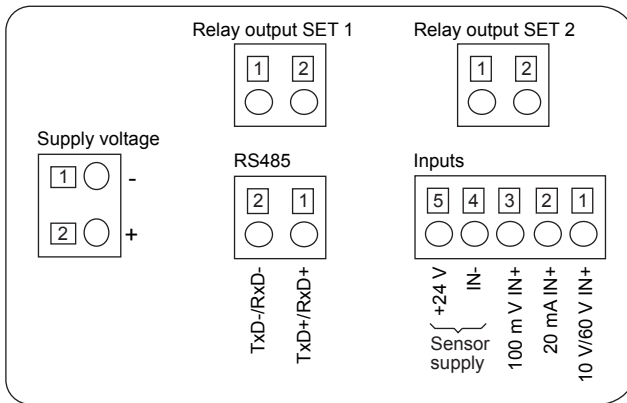 Relay output SET 1
Relay output SET 2
1 2
1 2
Supply voltage
1 -
2 +
RS485
2 1
TxD-/RxD-
TxD+/RxD+
Inputs
5 4 3 2 1
+24 V
IN-
100 m V IN+
20 mA IN+
10 V/60 V IN+
Sensor
supply